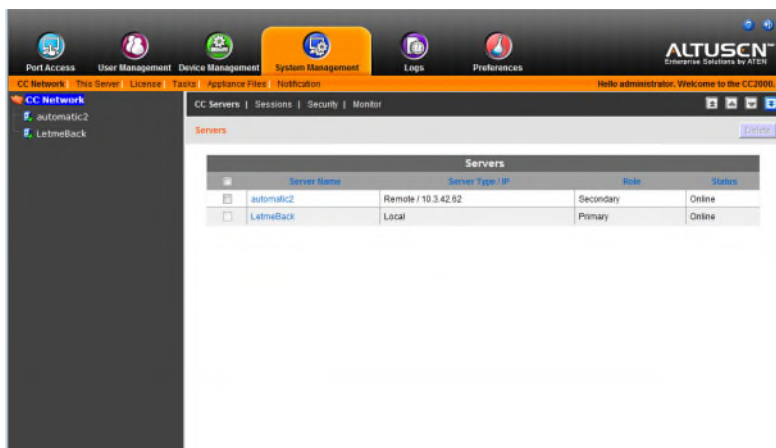 ALTUSEN™
Enterprise Solutions by ATEN
Port Access User Management Device Management System Management Logs Preferences
CC Network This Server License Tasks Appliance Files Notification Hello administrator. Welcome to the CC2000.
CC Network
automatic2
LetmeBack
CC Servers | Sessions | Security | Monitor
Servers Delete
Servers
Server Name Server Type / IP Role Status
automatic2 Remote / 10.3.42.62 Secondary Online
LetmeBack Local Primary Online